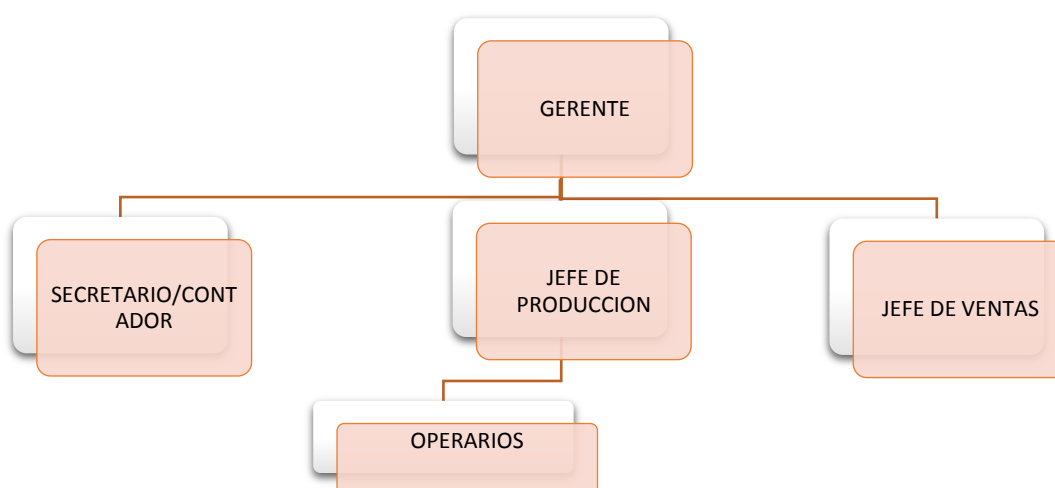 GERENTE
SECRETARIO/CONT
ADOR
JEFE DE
PRODUCCION
JEFE DE VENTAS
OPERARIOS